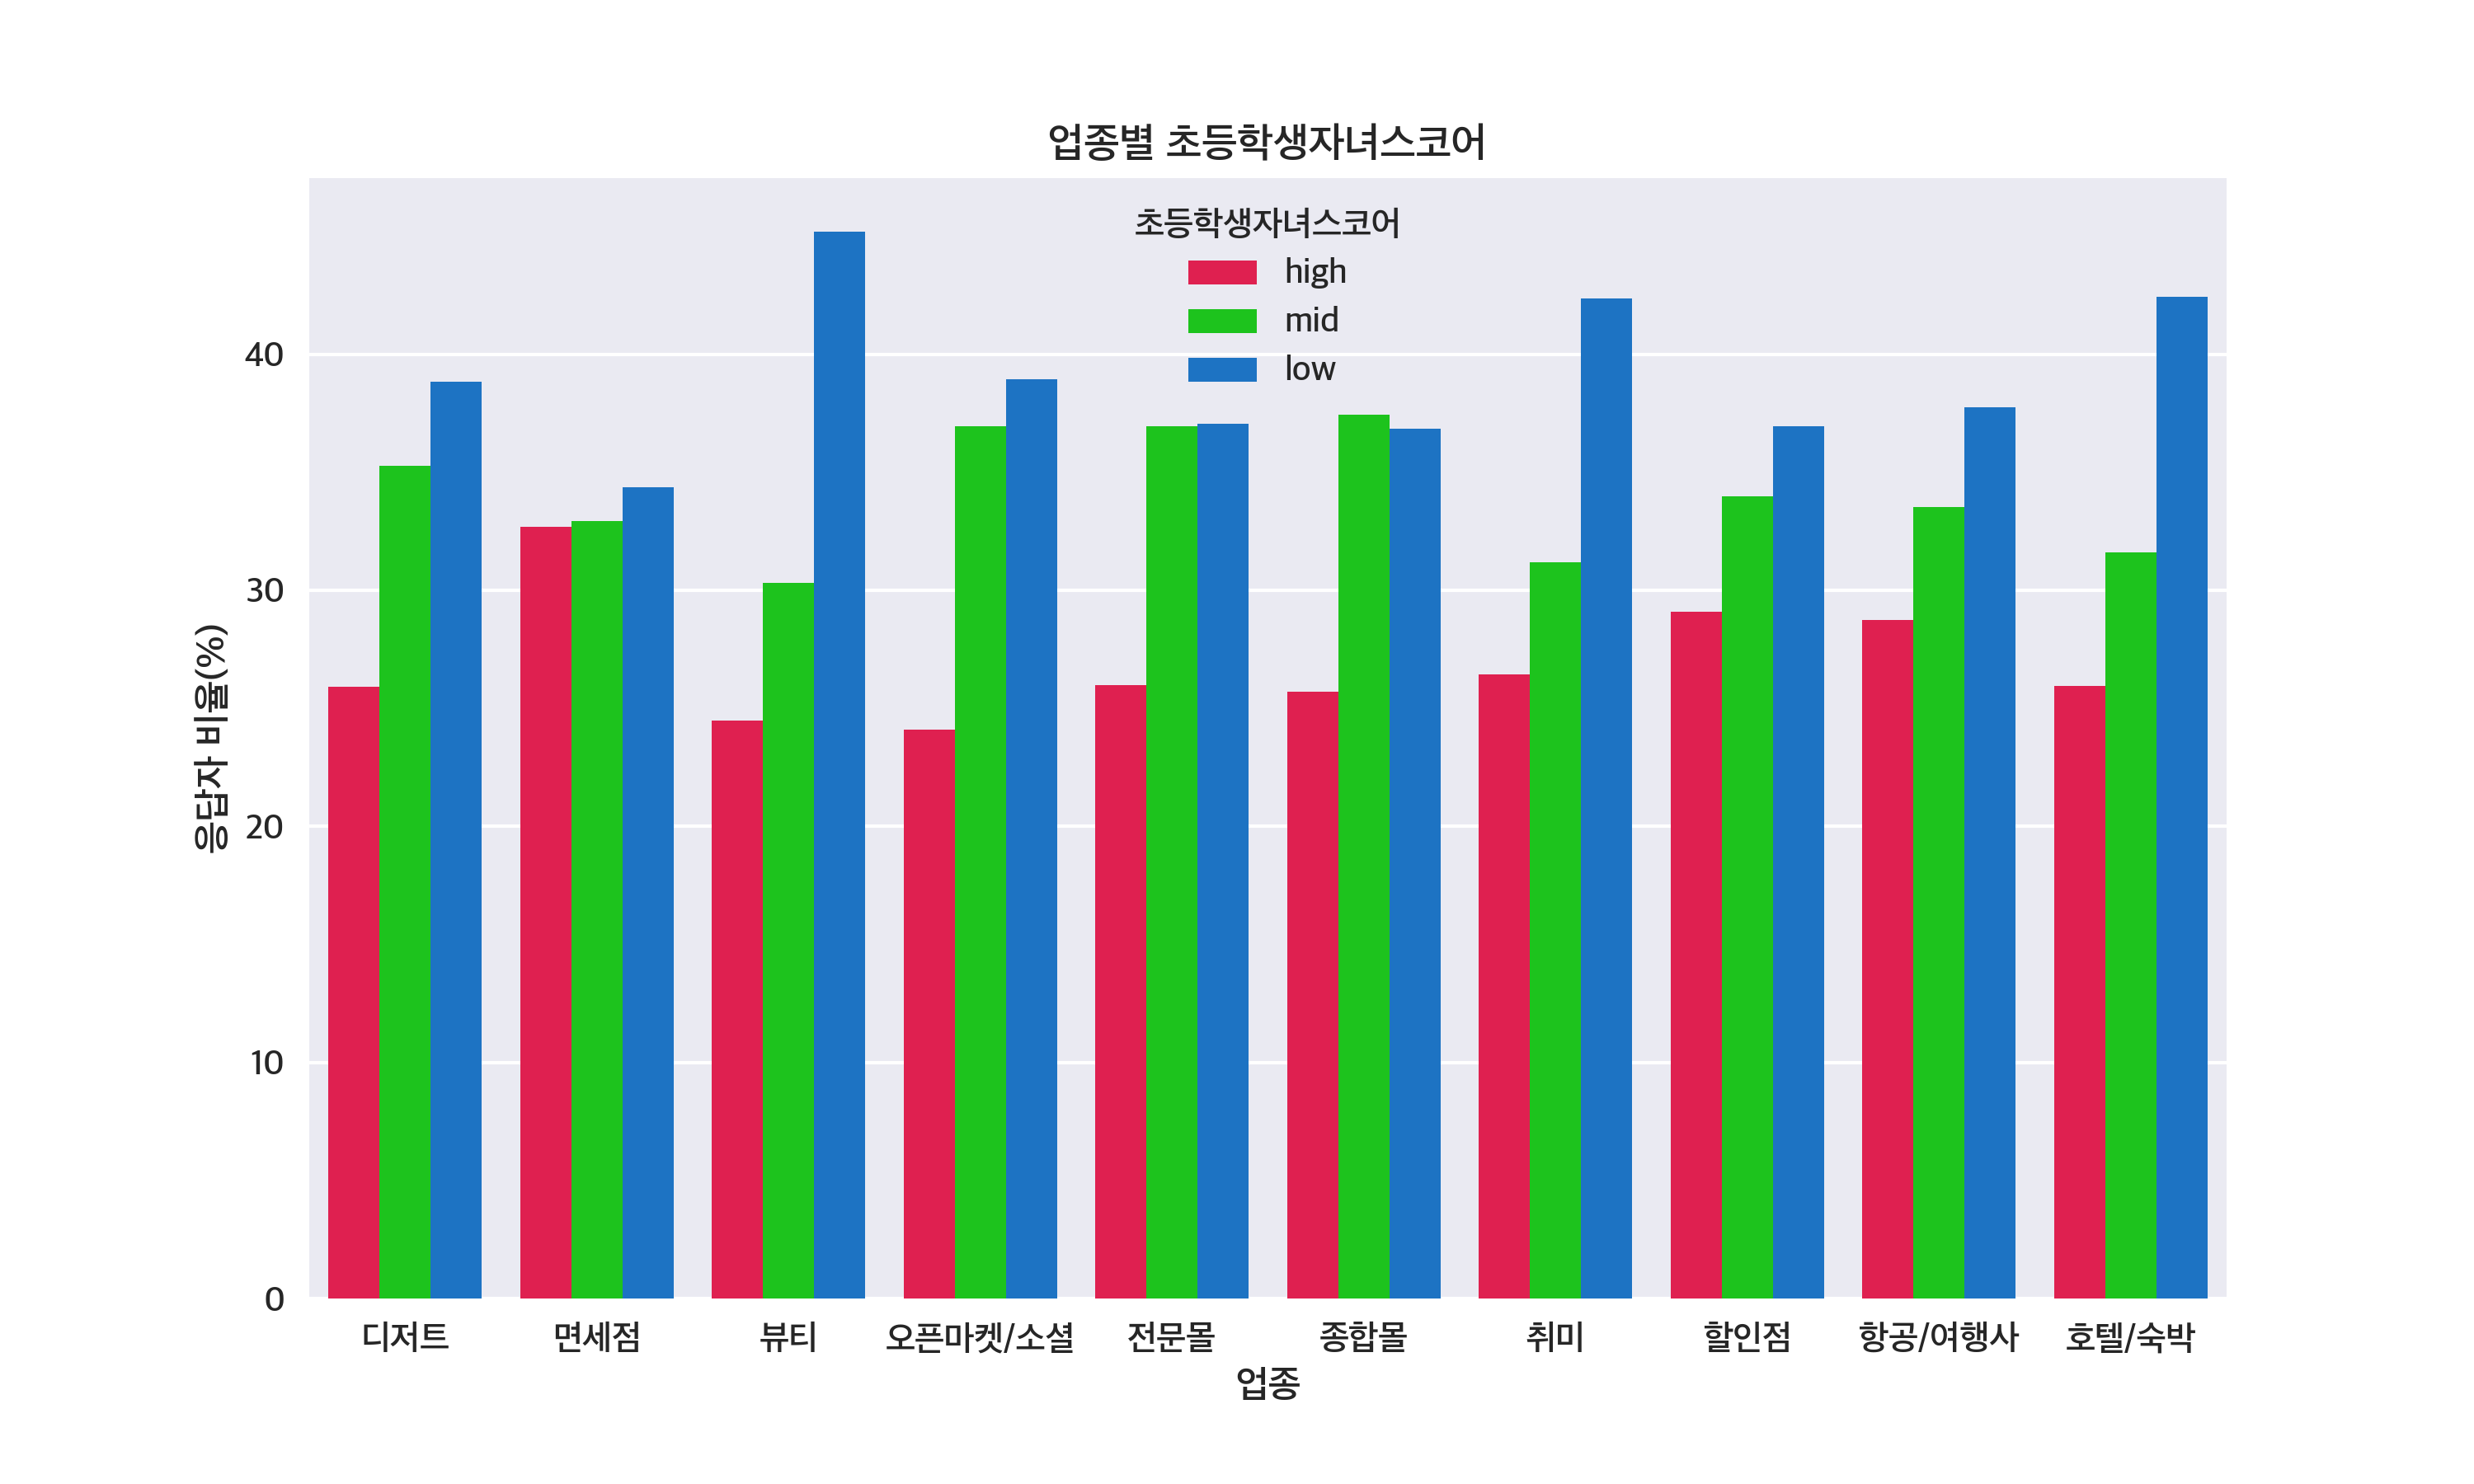 업종별 초등학생자녀스코어
초등학생자녀스코어
high
mid
low
응답자 비율(%)
40
30
20
10
0
디저트 면세점 뷰티 오픈마켓/소셜 전문몰 종합몰 취미 할인점 항공/여행사 호텔/숙박
업종